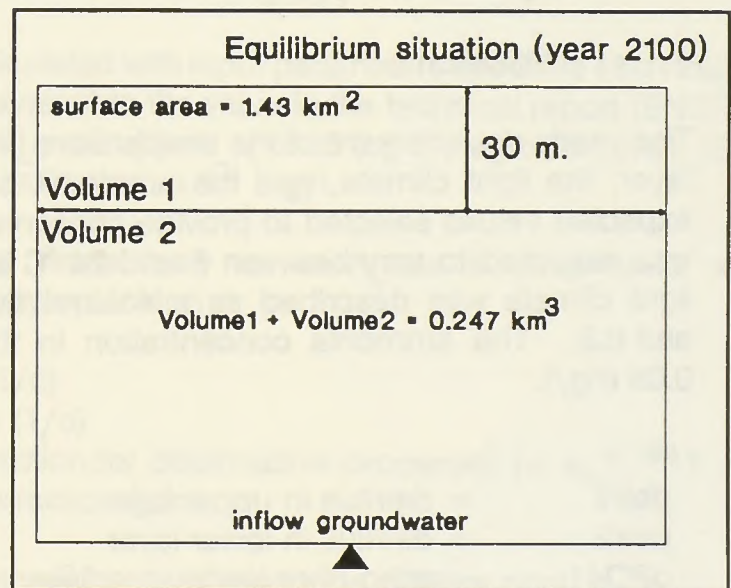 Equilibrium situation (year 2100)
surface area = 1.43 km²
30 m.
Volume 1
Volume 2
Volume1 + Volume2 = 0.247 km³
inflow groundwater